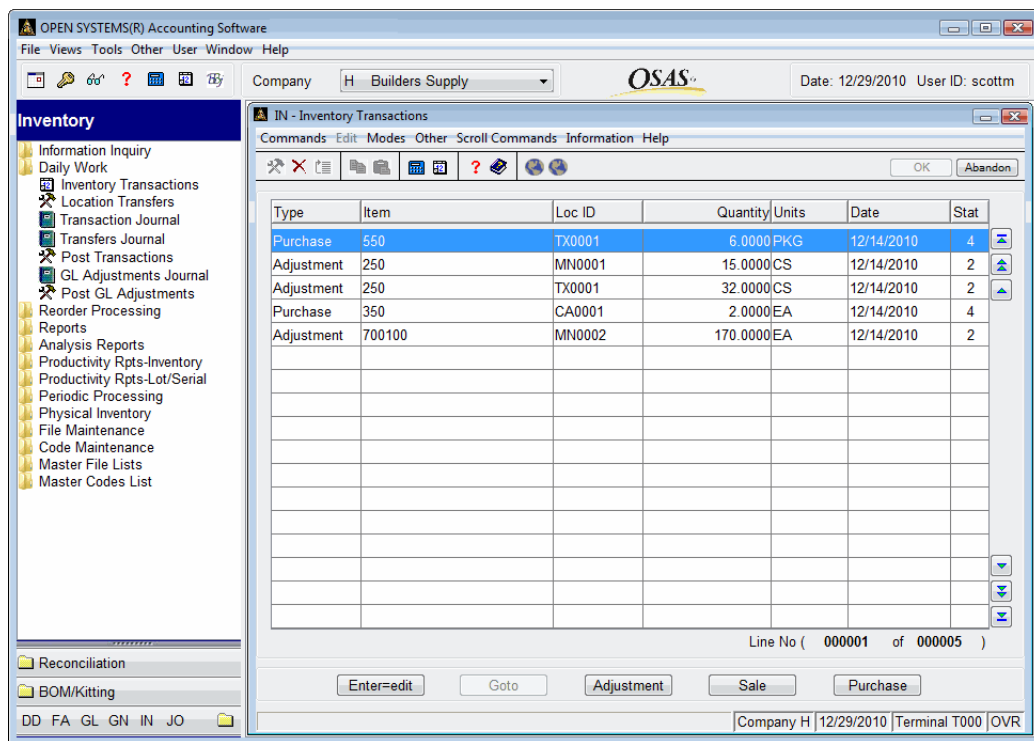 OPEN SYSTEMS(R) Accounting Software
File Views Tools Other User Window Help
Company H Builders Supply OSAS Date: 12/29/2010 User ID: scottm
Inventory
Information Inquiry
Daily Work
Inventory Transactions
Location Transfers
Transaction Journal
Transfers Journal
Post Transactions
GL Adjustments Journal
Post GL Adjustments
Reorder Processing
Reports
Analysis Reports
Productivity Rpts-Inventory
Productivity Rpts-Lot/Serial
Periodic Processing
Physical Inventory
File Maintenance
Code Maintenance
Master File Lists
Master Codes List
Reconciliation
BOM/Kitting
DD FA GL GN IN JO
IN - Inventory Transactions
Commands Edit Modes Other Scroll Commands Information Help
OK Abandon
Type Item Loc ID Quantity Units Date Stat
Purchase 550 TX0001 6.0000 PKG 12/14/2010 4
Adjustment 250 MN0001 15.0000 CS 12/14/2010 2
Adjustment 250 TX0001 32.0000 CS 12/14/2010 2
Purchase 350 CA0001 2.0000 EA 12/14/2010 4
Adjustment 700100 MN0002 170.0000 EA 12/14/2010 2
Line No ( 000001 of 000005 )
Enter=edit Goto Adjustment Sale Purchase
Company H 12/29/2010 Terminal T000 OVR